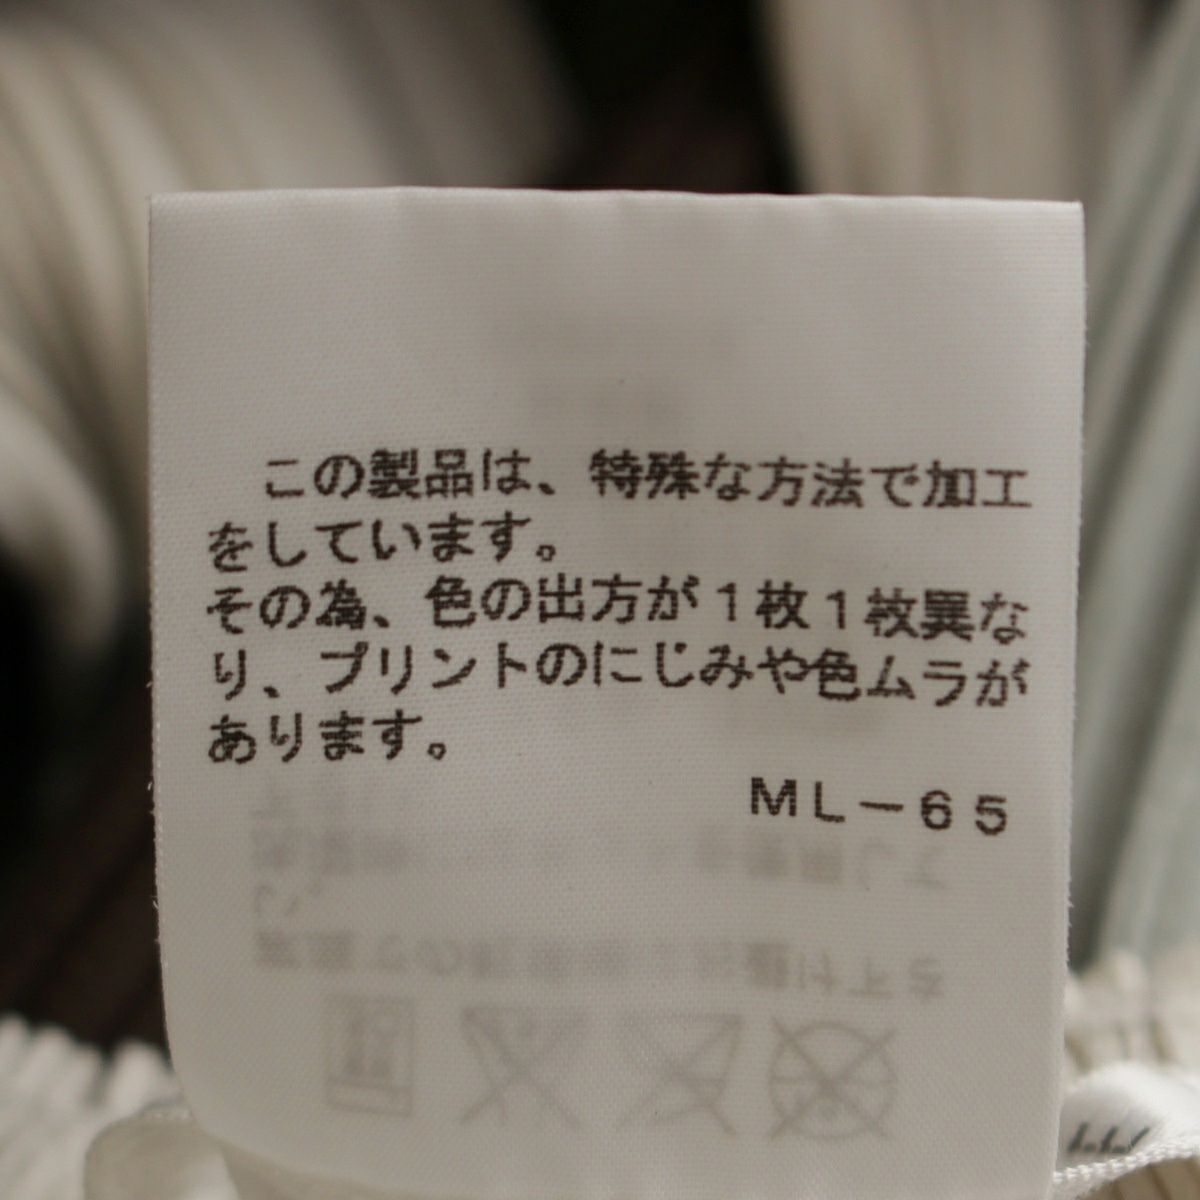 この製品は、特殊な方法で加工
をしています。
その為、色の出方が1枚1枚異な
り、プリントのにじみや色ムラが
あります。
ML-65